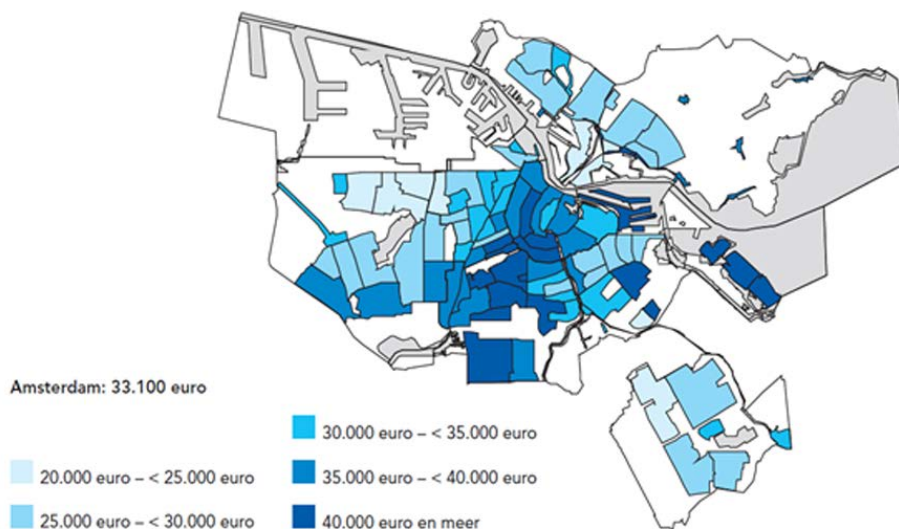 Amsterdam: 33.100 euro
20.000 euro – < 25.000 euro
25.000 euro – < 30.000 euro
30.000 euro – < 35.000 euro
35.000 euro – < 40.000 euro
40.000 euro en meer